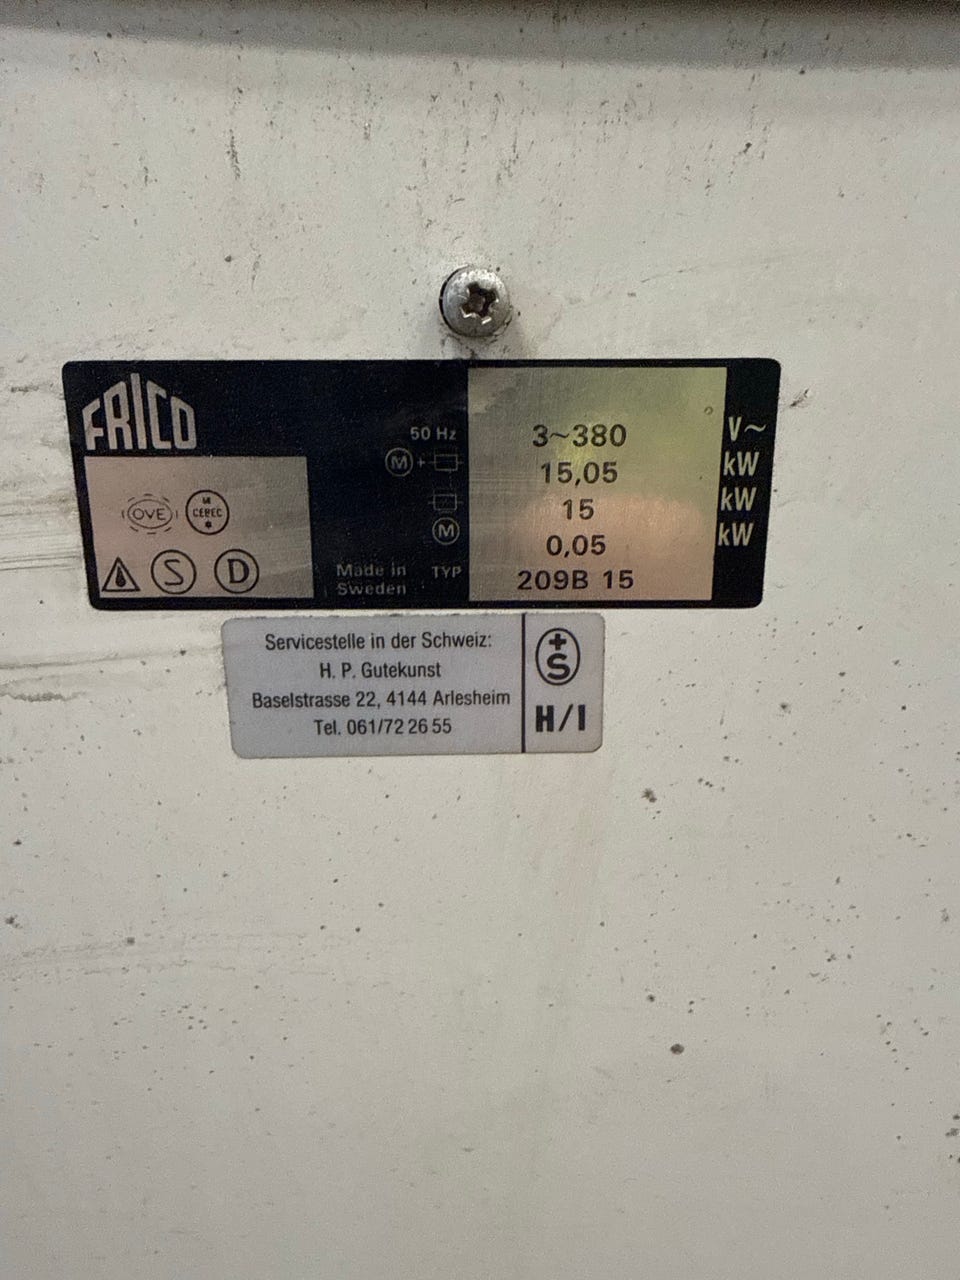 FRICO
50 Hz 3~380 V~
M + 15,05 kW
15 kW
M 0,05 kW
TYP 209B 15
OVE CEBEC
S D
Made in
Sweden
Servicestelle in der Schweiz:
H. P. Gutekunst
Baselstrasse 22, 4144 Arlesheim
Tel. 061/72 26 55
+S
H/I